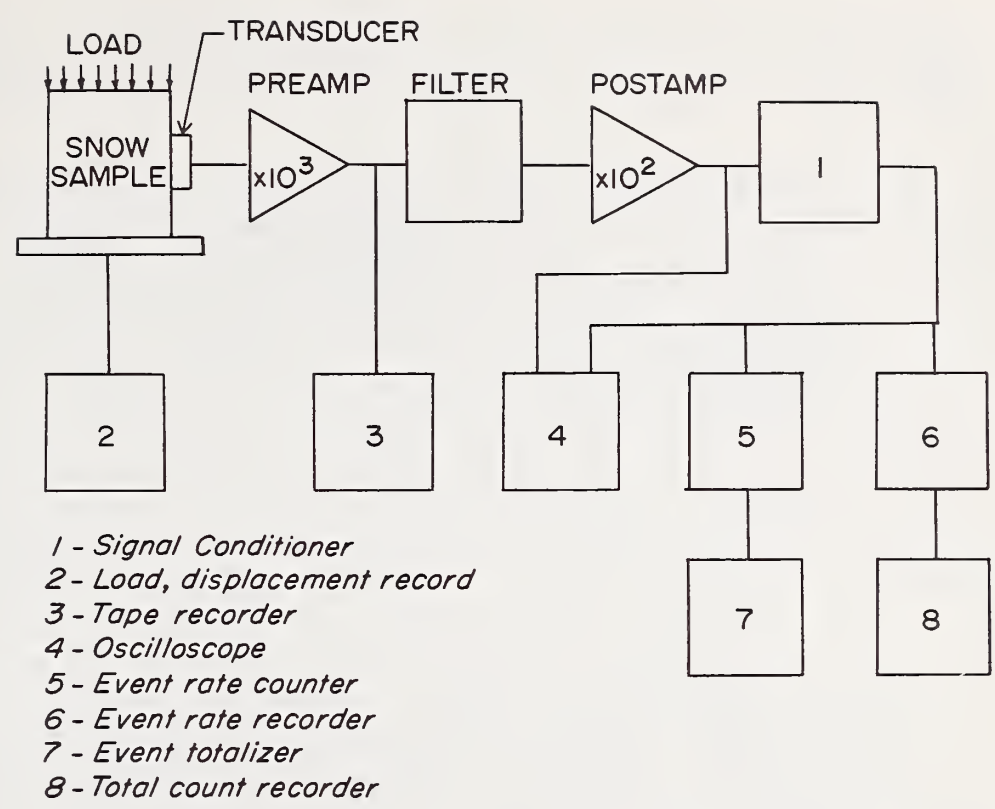 LOAD
TRANSDUCER
PREAMP
FILTER
POSTAMP
SNOW
SAMPLE
x10³
x10²
1
2
3
4
5
6
7
8
1 - Signal Conditioner
2 - Load, displacement record
3 - Tape recorder
4 - Oscilloscope
5 - Event rate counter
6 - Event rate recorder
7 - Event totalizer
8 - Total count recorder